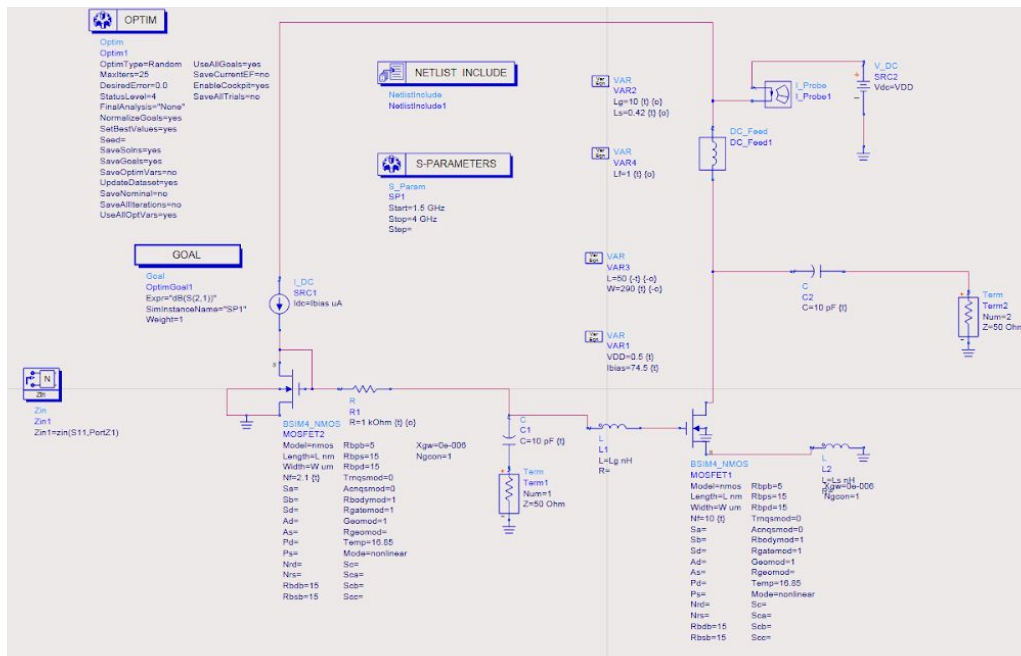 OPTIM
Optim
Optim1
OptimType=Random
MaxIters=25
DesiredError=0.0
StatusLevel=4
FinalAnalysis="None"
NormalizeGoals=yes
SetBestValues=yes
Seed=
SaveSolns=yes
SaveGoals=yes
SaveOptimVars=no
UpdateDataset=yes
SaveNominal=no
SaveAllIterations=no
UseAllOptVars=yes
UseAllGoals=yes
SaveCurrentEF=no
EnableCockpit=yes
SaveAllTrials=no
NETLIST INCLUDE
NetlistInclude
NetlistInclude1
S-PARAMETERS
S_Param
SP1
Start=1.5 GHz
Stop=4 GHz
Step=
GOAL
Goal
OptimGoal1
Expr="dB(S(2,1))"
SimInstanceName="SP1"
Weight=1
I_DC
SRC1
Idc=Ibias uA
Var
Eqn
VAR
VAR2
Lg=10 {t} {o}
Ls=0.42 {t} {o}
Var
Eqn
VAR
VAR4
Lf=1 {t} {o}
Var
Eqn
VAR
VAR3
L=50 {-t} {-o}
W=290 {t} {-o}
Var
Eqn
VAR
VAR1
VDD=0.5 {t}
Ibias=74.5 {t}
I_Probe
I_Probe1
V_DC
SRC2
Vdc=VDD
DC_Feed
DC_Feed1
C
C2
C=10 pF {t}
Term
Term2
Num=2
Z=50 Ohm
N
Zin
Zin
Zin1
Zin1=zin(S11,PortZ1)
R
R1
R=1 kOhm {t} {o}
BSIM4_NMOS
MOSFET2
Model=nmos
Length=L nm
Width=W um
Nf=2.1 {t}
Sa=
Sb=
Sd=
Ad=
As=
Pd=
Ps=
Nrd=
Nrs=
Rbdb=15
Rbsb=15
Rbpb=5
Rbps=15
Rbpd=15
Trnqsmod=0
Acnqsmod=0
Rbodymod=1
Rgatemod=1
Geomod=1
Rgeomod=
Temp=16.85
Mode=nonlinear
Sc=
Sca=
Scb=
Scc=
Xgw=0e-006
Ngcon=1
C
C1
C=10 pF {t}
Term
Term1
Num=1
Z=50 Ohm
L
L1
L=Lg nH
R=
BSIM4_NMOS
MOSFET1
Model=nmos
Length=L nm
Width=W um
Nf=10 {t}
Sa=
Sb=
Sd=
Ad=
As=
Pd=
Ps=
Nrd=
Nrs=
Rbdb=15
Rbsb=15
Rbpb=5
Rbps=15
Rbpd=15
Trnqsmod=0
Acnqsmod=0
Rbodymod=1
Rgatemod=1
Geomod=1
Rgeomod=
Temp=16.85
Mode=nonlinear
Sc=
Sca=
Scb=
Scc=
L
L2
L=Ls nH
Xgw=0e-006
Ngcon=1